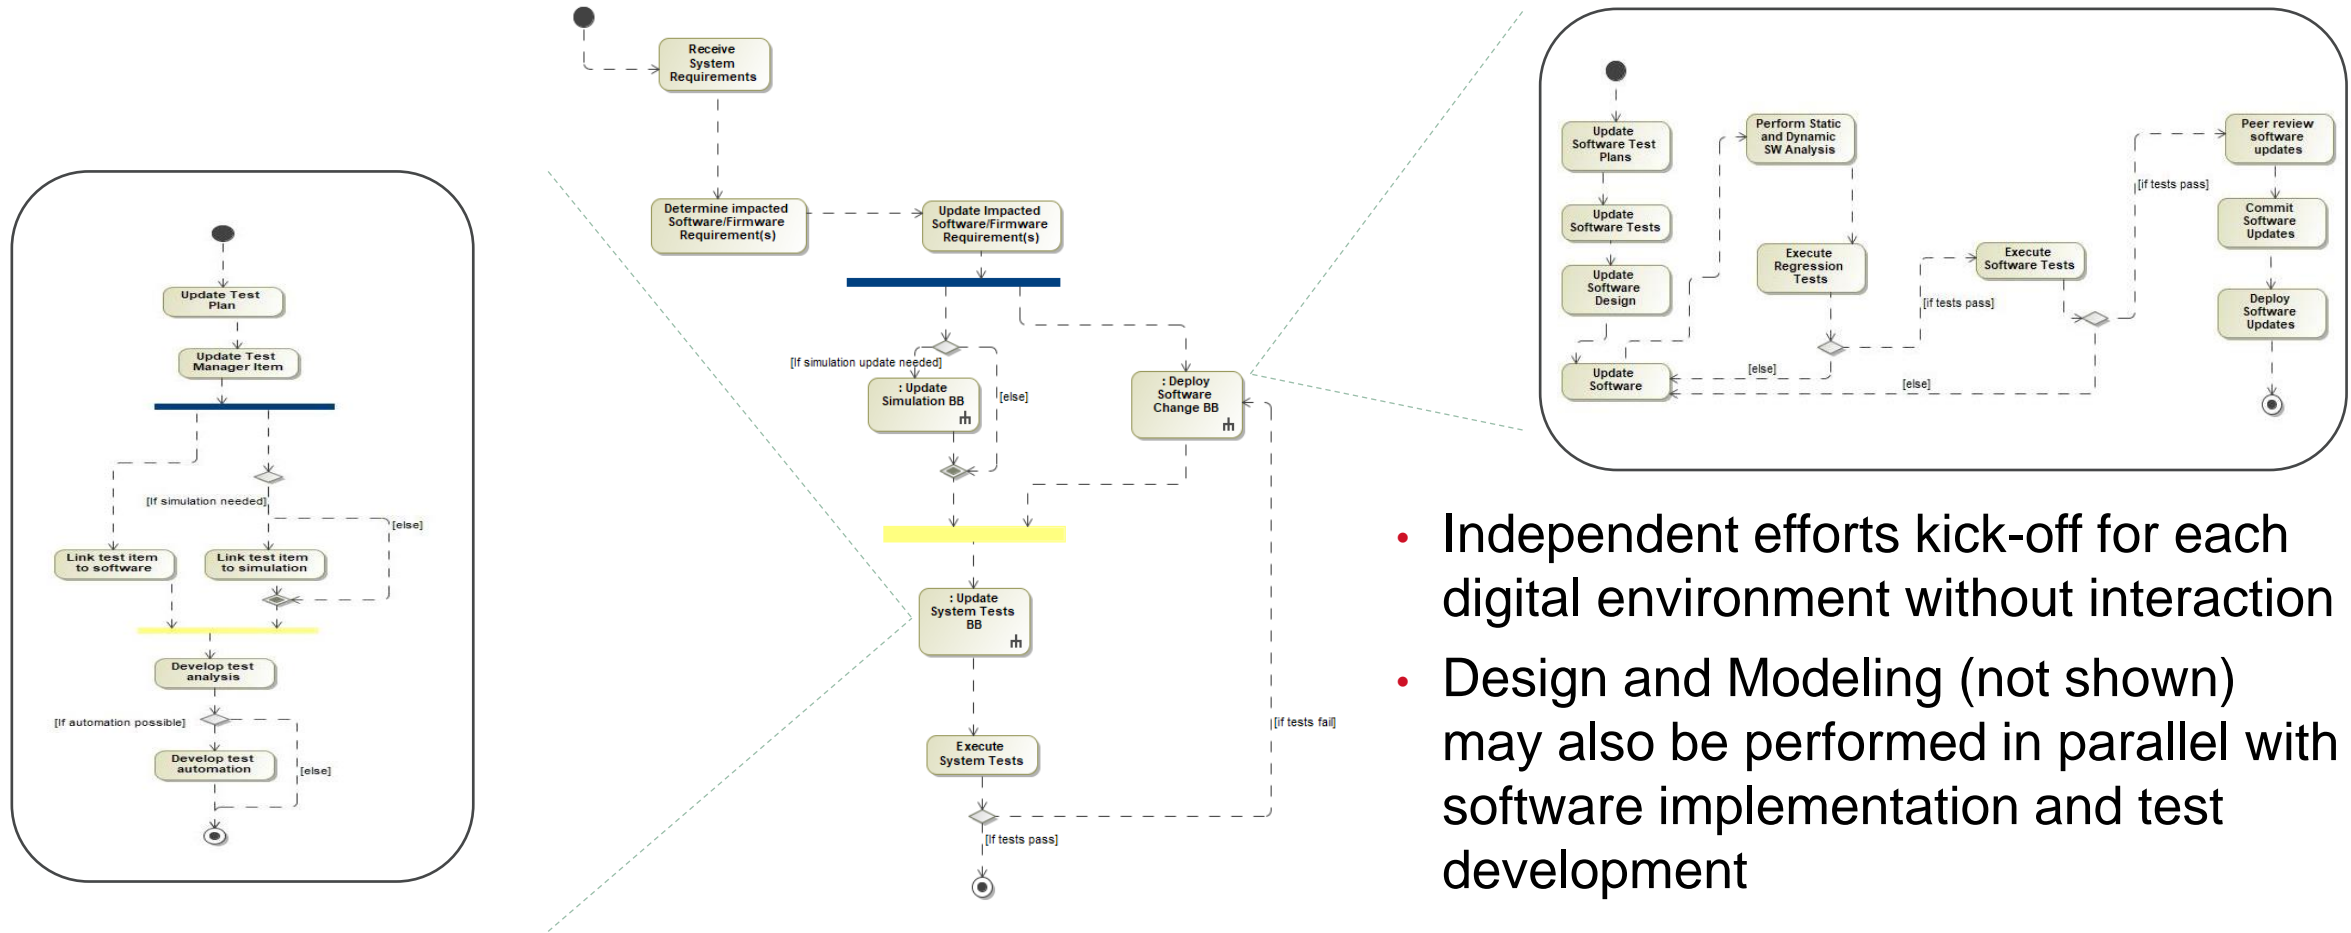 Update Test
Plan
Update Test
Manager Item
[If simulation needed]
[else]
Link test item
to software
Link test item
to simulation
Develop test
analysis
[If automation possible]
Develop test
automation
[else]
Receive
System
Requirements
Determine impacted
Software/Firmware
Requirement(s)
Update Impacted
Software/Firmware
Requirement(s)
[If simulation update needed]
: Update
Simulation BB
[else]
: Deploy
Software
Change BB
: Update
System Tests
BB
[if tests fail]
Execute
System Tests
[If tests pass]
Update
Software Test
Plans
Update
Software Tests
Update
Software
Design
Update
Software
Perform Static
and Dynamic
SW Analysis
Execute
Regression
Tests
[else]
[if tests pass]
Execute
Software Tests
[else]
[if tests pass]
Peer review
software
updates
Commit
Software
Updates
Deploy
Software
Updates
• Independent efforts kick-off for each
digital environment without interaction
• Design and Modeling (not shown)
may also be performed in parallel with
software implementation and test
development